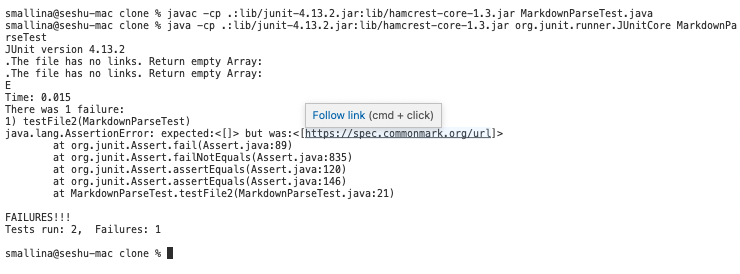 smallina@seshu-mac clone % javac -cp .:lib/junit-4.13.2.jar:lib/hamcrest-core-1.3.jar MarkdownParseTest.java
smallina@seshu-mac clone % java -cp .:lib/junit-4.13.2.jar:lib/hamcrest-core-1.3.jar org.junit.runner.JUnitCore MarkdownPa
rseTest
JUnit version 4.13.2
.The file has no links. Return empty Array:
.The file has no links. Return empty Array:
E
Time: 0.015
There was 1 failure:
Follow link (cmd + click)
1) testFile2(MarkdownParseTest)
java.lang.AssertionError: expected:<[]> but was:<[https://spec.commonmark.org/url]>
        at org.junit.Assert.fail(Assert.java:89)
        at org.junit.Assert.failNotEquals(Assert.java:835)
        at org.junit.Assert.assertEquals(Assert.java:120)
        at org.junit.Assert.assertEquals(Assert.java:146)
        at MarkdownParseTest.testFile2(MarkdownParseTest.java:21)
FAILURES!!!
Tests run: 2,  Failures: 1
smallina@seshu-mac clone %